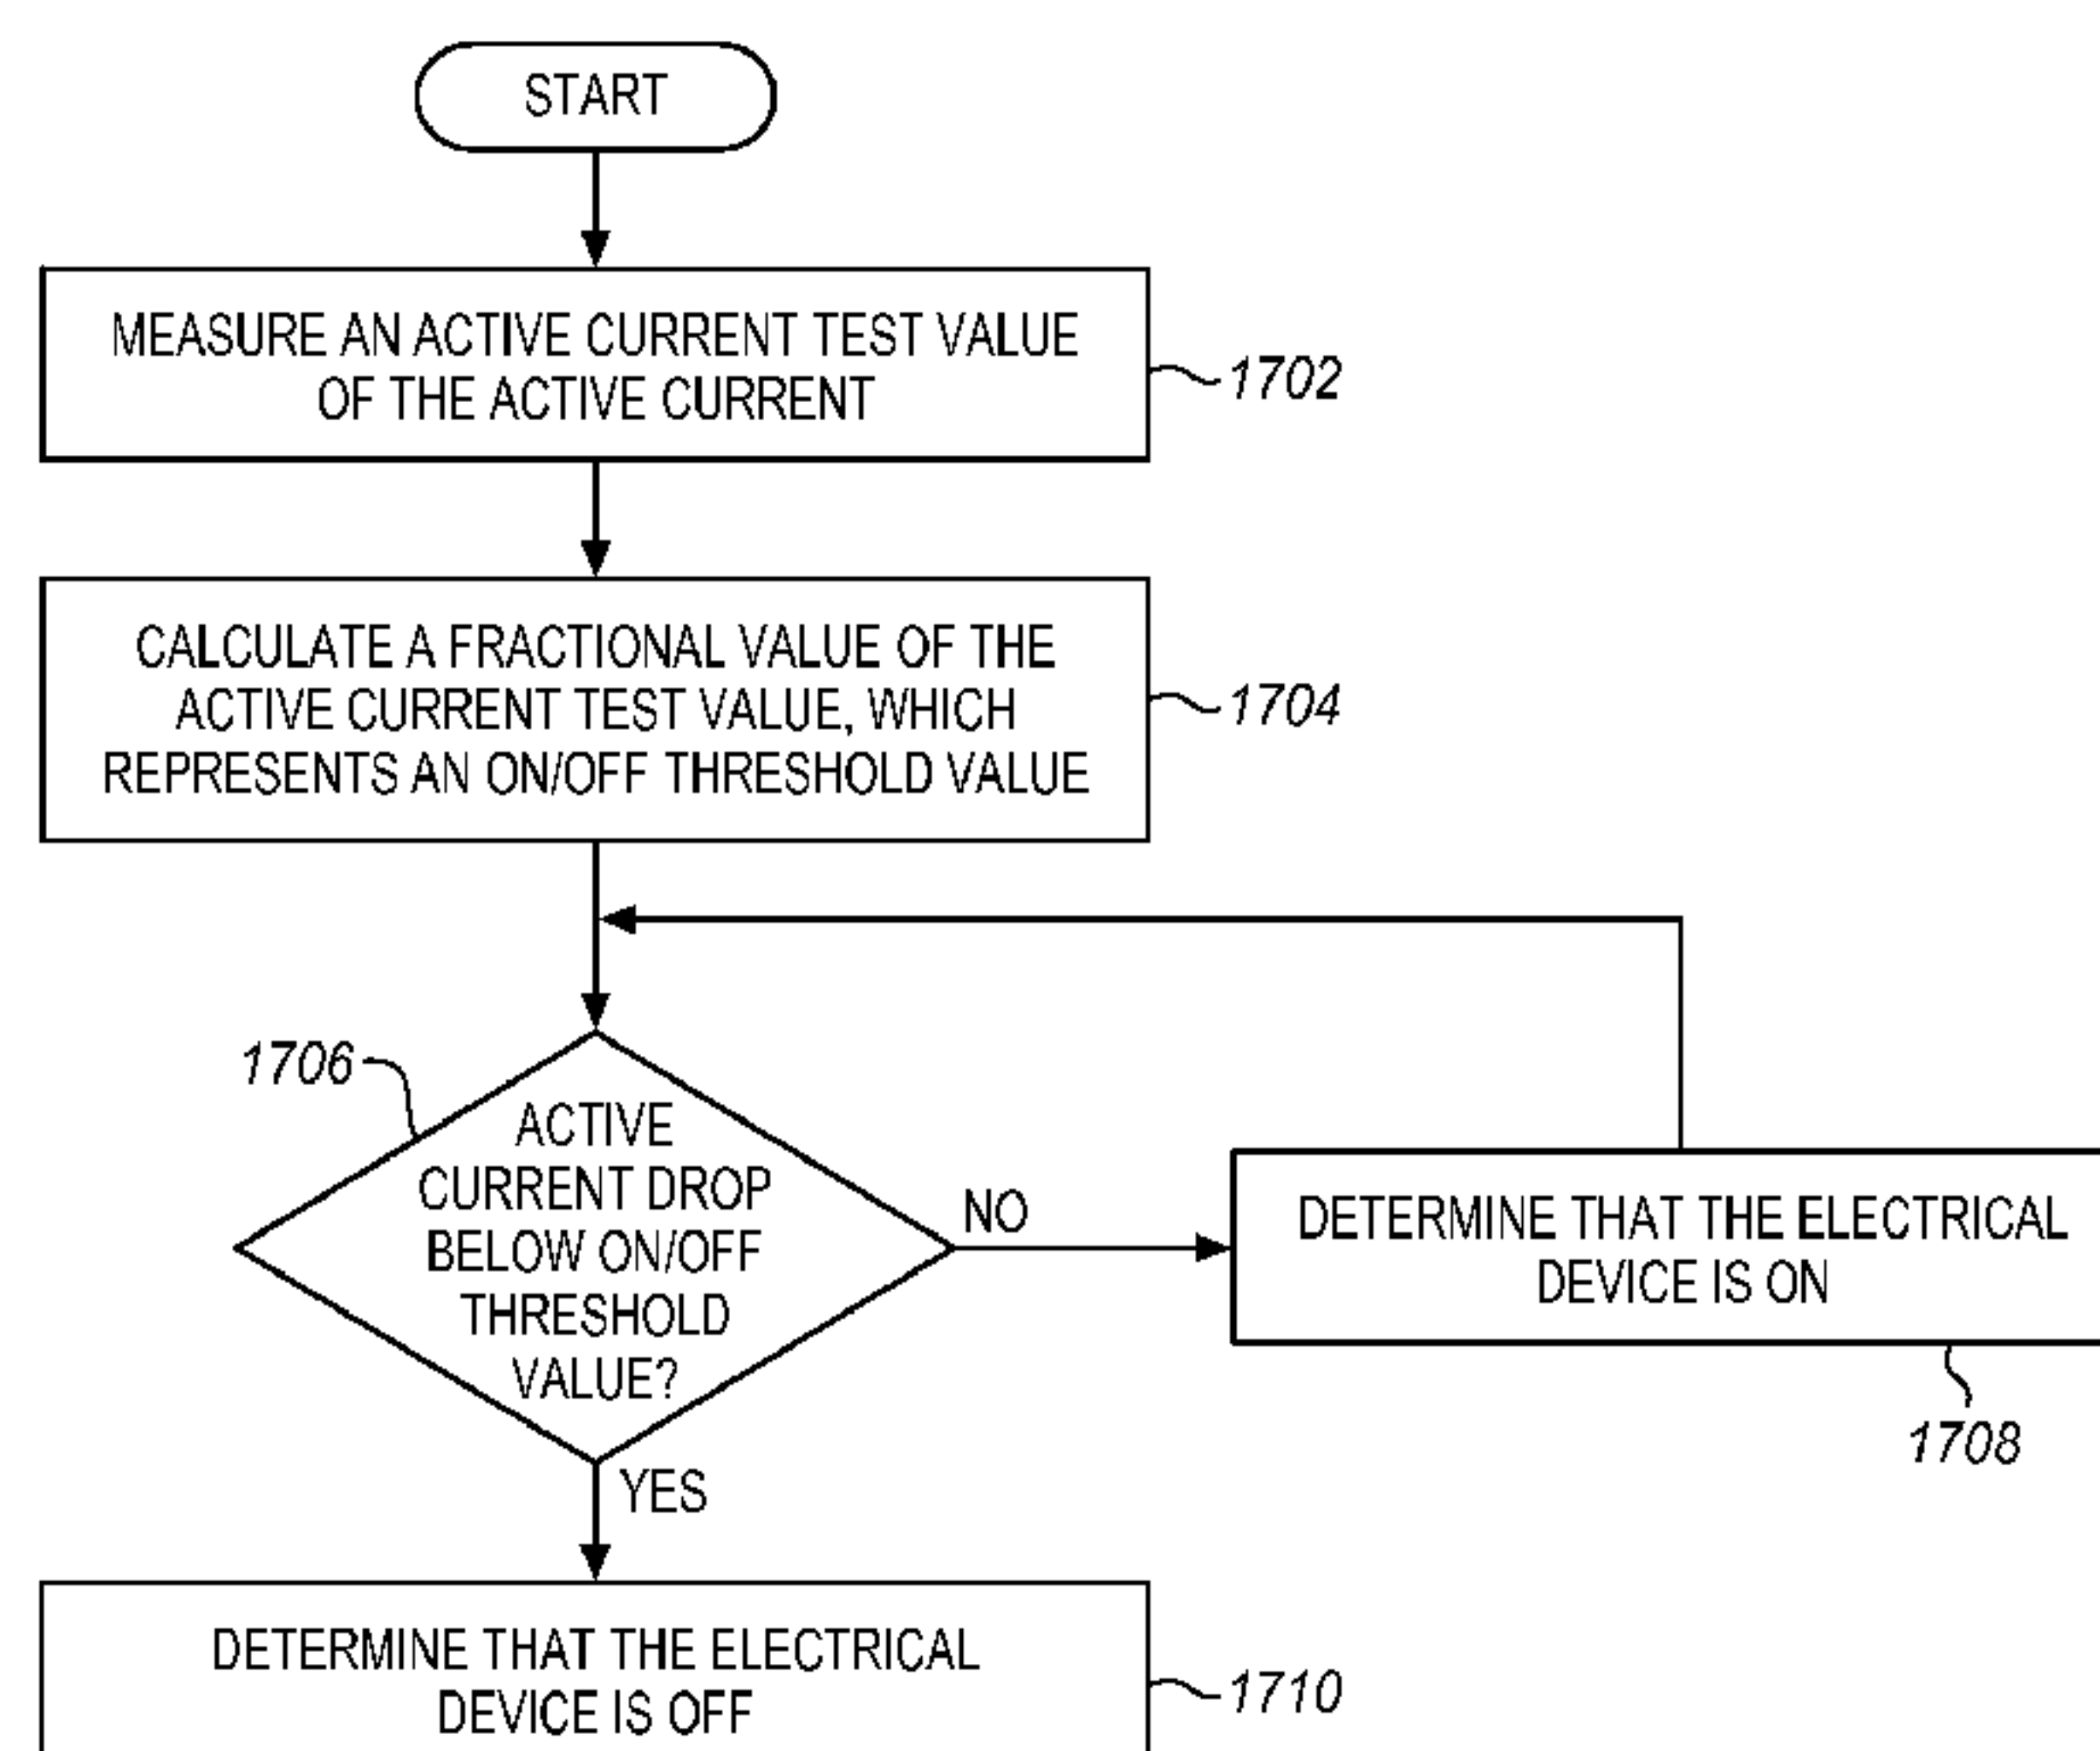 START
MEASURE AN ACTIVE CURRENT TEST VALUE
OF THE ACTIVE CURRENT
1702
CALCULATE A FRACTIONAL VALUE OF THE
ACTIVE CURRENT TEST VALUE, WHICH
REPRESENTS AN ON/OFF THRESHOLD VALUE
1704
1706
ACTIVE
CURRENT DROP
BELOW ON/OFF
THRESHOLD
VALUE?
NO
DETERMINE THAT THE ELECTRICAL
DEVICE IS ON
1708
YES
DETERMINE THAT THE ELECTRICAL
DEVICE IS OFF
1710